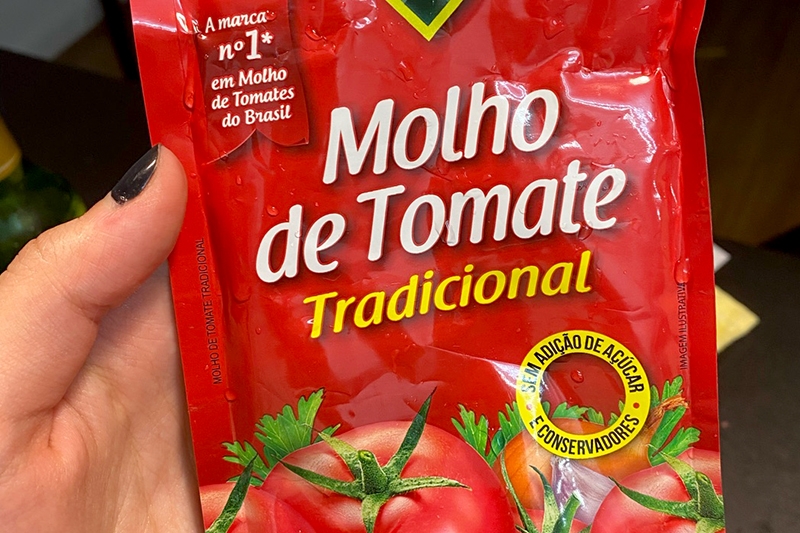 A marca
nº1*
em Molho
de Tomates
do Brasil
Molho
de Tomate
Tradicional
SEM ADIÇÃO DE AÇÚCAR
E CONSERVADORES
MOLHO DE TOMATE TRADICIONAL
IMAGEM ILUSTRATIVA